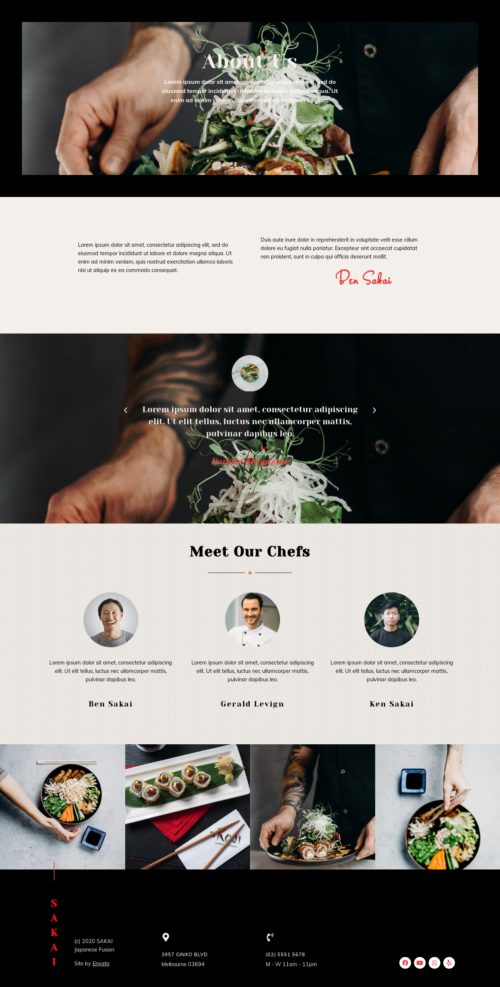 About Us
Lorem ipsum dolor sit amet, consectetur adipiscing elit, sed do
eiusmod tempor incididunt ut labore et dolore magna aliqua. Ut
enim ad minim veniam, quis nostrud exercitation ullamco.
Lorem ipsum dolor sit amet, consectetur adipiscing elit, sed do
eiusmod tempor incididunt ut labore et dolore magna aliqua. Ut
enim ad minim veniam, quis nostrud exercitation ullamco laboris
nisi ut aliquip ex ea commodo consequat.
Duis aute irure dolor in reprehenderit in voluptate velit esse cillum
dolore eu fugiat nulla pariatur. Excepteur sint occaecat cupidatat
non proident, sunt in culpa qui officia deserunt mollit.
Ben Sakai
Lorem ipsum dolor sit amet, consectetur adipiscing
elit. Ut elit tellus, luctus nec ullamcorper mattis,
pulvinar dapibus leo.
Meet Our Chefs
Lorem ipsum dolor sit amet, consectetur adipiscing
elit. Ut elit tellus, luctus nec ullamcorper mattis,
pulvinar dapibus leo.
Ben Sakai
Lorem ipsum dolor sit amet, consectetur adipiscing
elit. Ut elit tellus, luctus nec ullamcorper mattis,
pulvinar dapibus leo.
Gerald Levign
Lorem ipsum dolor sit amet, consectetur adipiscing
elit. Ut elit tellus, luctus nec ullamcorper mattis,
pulvinar dapibus leo.
Ken Sakai
SAKAI
(c) 2020 SAKAI
Japanese Fusion
Site by Envato
3957 GINKO BLVD
Melbourne 03694
(02) 5551 5678
M - W 11am – 11pm